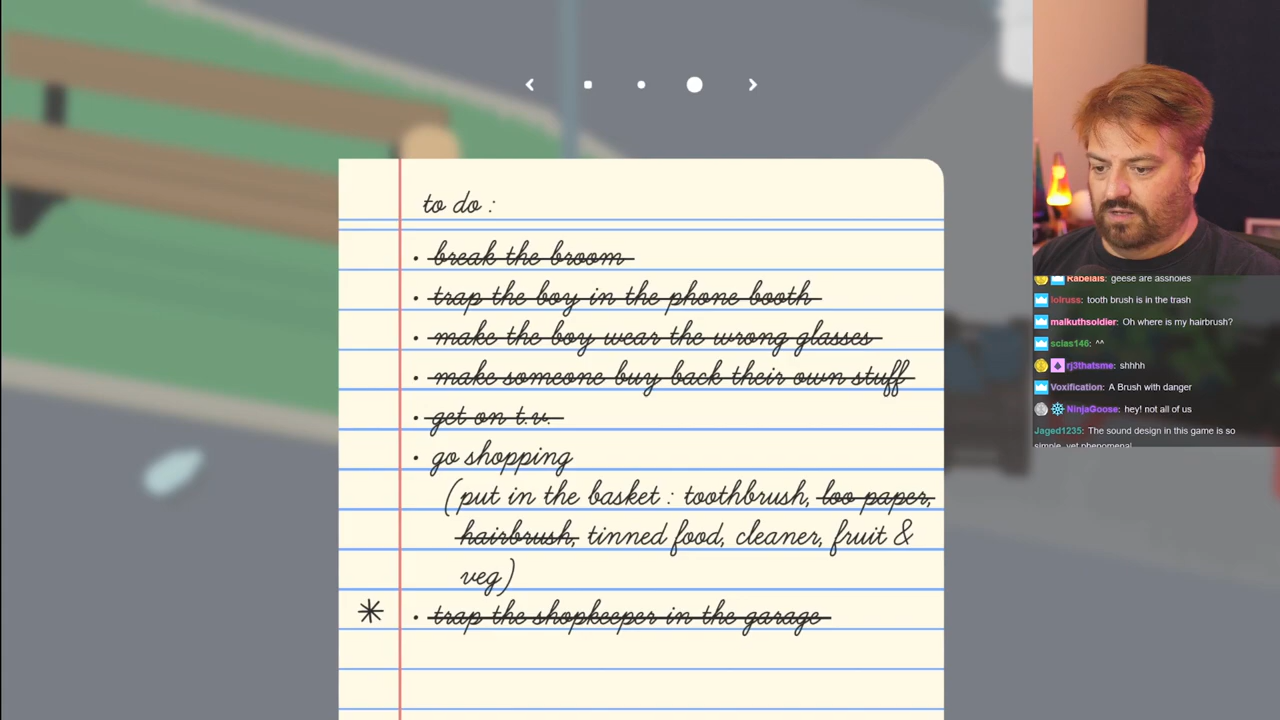 to do :
• break the broom
• trap the boy in the phone booth
• make the boy wear the wrong glasses
• make someone buy back their own stuff
• get on t.v.
• go shopping
(put in the basket : toothbrush, loo paper,
hairbrush, tinned food, cleaner, fruit &
veg)
• trap the shopkeeper in the garage
Rabelais: geese are assholes
lolruss: tooth brush is in the trash
malkuthsoldier: Oh where is my hairbrush?
scias146: ^^
rj3thatsme: shhhh
Voxification: A Brush with danger
NinjaGoose: hey! not all of us
Jaged1235: The sound design in this game is so
simple, yet phenomenal